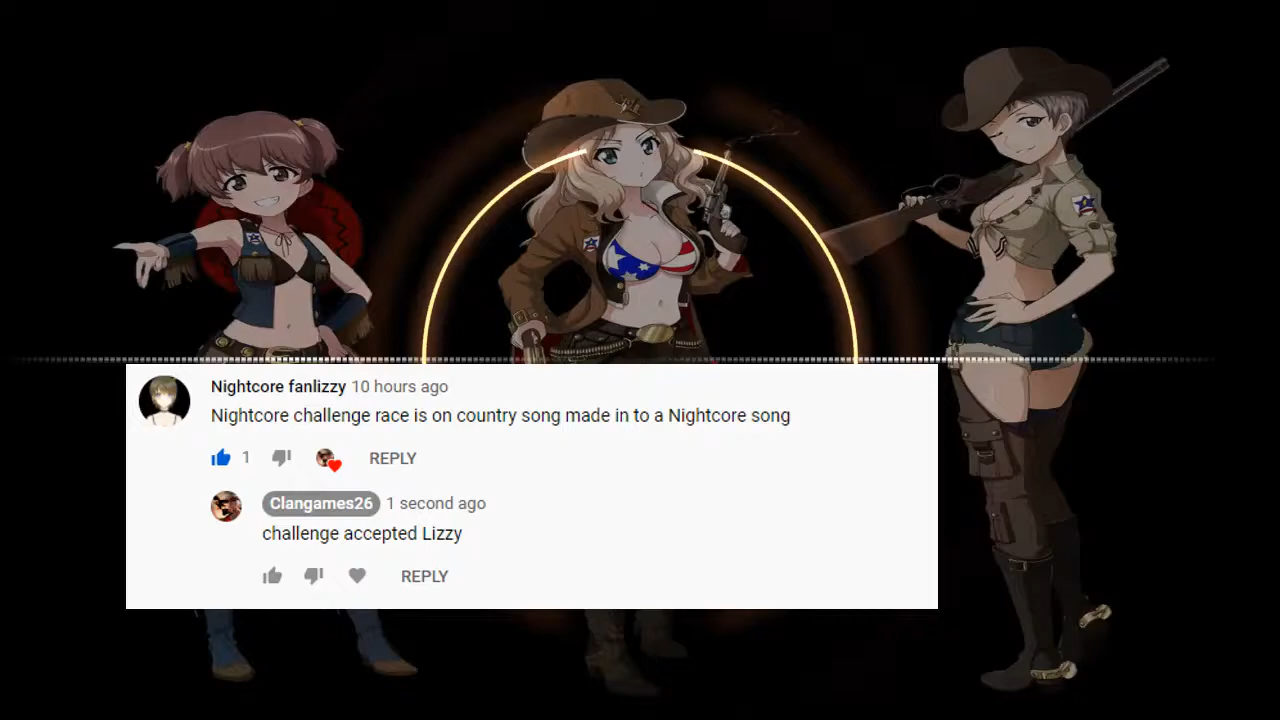 Nightcore fanlizzy 10 hours ago
Nightcore challenge race is on country song made in to a Nightcore song
1 REPLY
Clangames26 1 second ago
challenge accepted Lizzy
REPLY